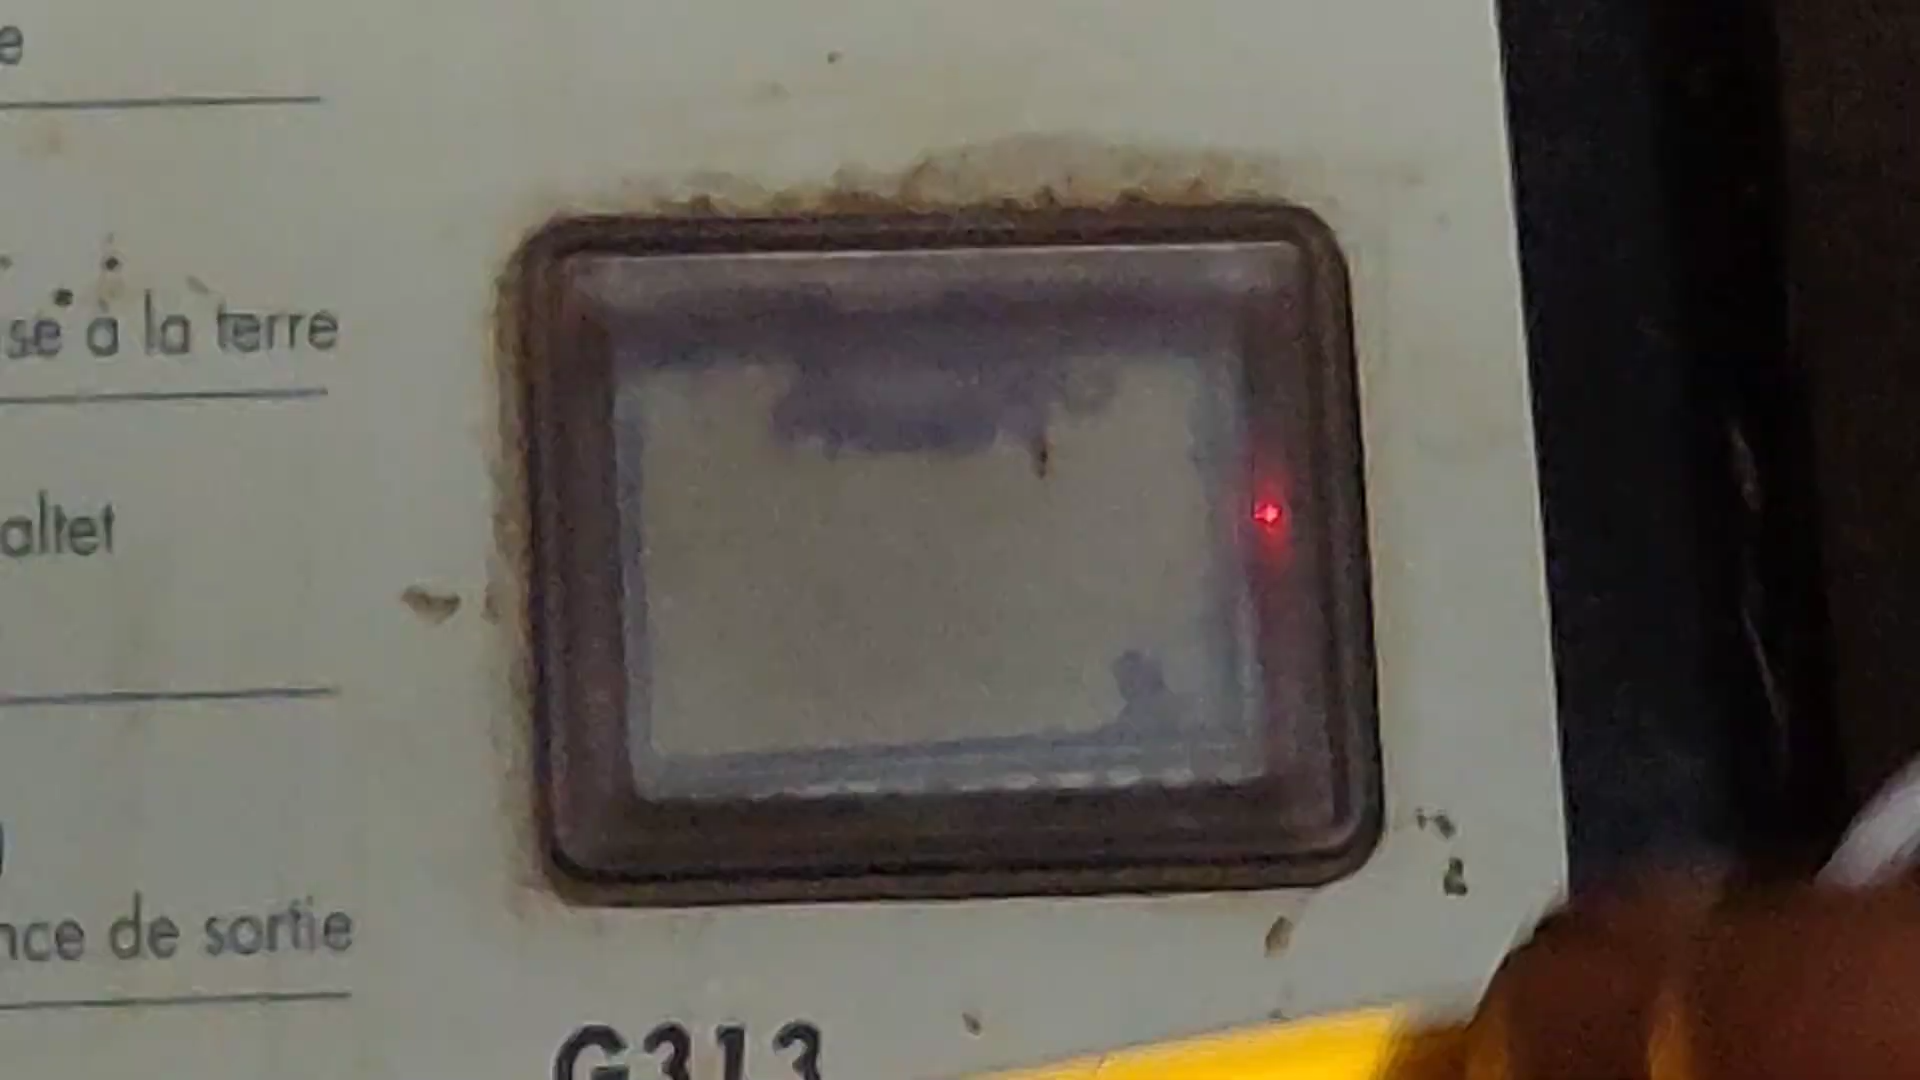 e
se à la terre
altet
nce de sortie
G313